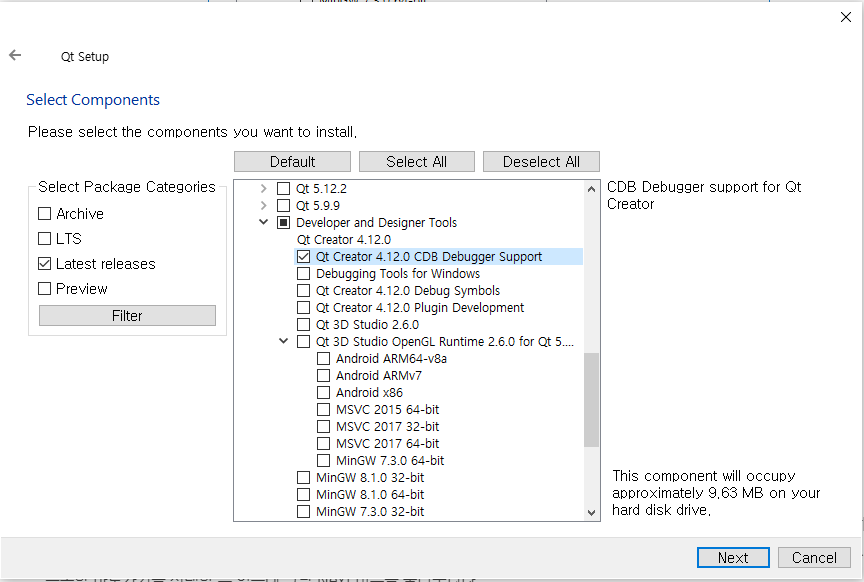 Qt Setup
Select Components
Please select the components you want to install.
Default
Select All
Deselect All
Select Package Categories
Archive
LTS
Latest releases
Preview
Filter
Qt 5.12.2
Qt 5.9.9
Developer and Designer Tools
Qt Creator 4.12.0
Qt Creator 4.12.0 CDB Debugger Support
Debugging Tools for Windows
Qt Creator 4.12.0 Debug Symbols
Qt Creator 4.12.0 Plugin Development
Qt 3D Studio 2.6.0
Qt 3D Studio OpenGL Runtime 2.6.0 for Qt 5....
Android ARM64-v8a
Android ARMv7
Android x86
MSVC 2015 64-bit
MSVC 2017 32-bit
MSVC 2017 64-bit
MinGW 7.3.0 64-bit
MinGW 8.1.0 32-bit
MinGW 8.1.0 64-bit
MinGW 7.3.0 32-bit
CDB Debugger support for Qt
Creator
This component will occupy
approximately 9.63 MB on your
hard disk drive.
Next
Cancel